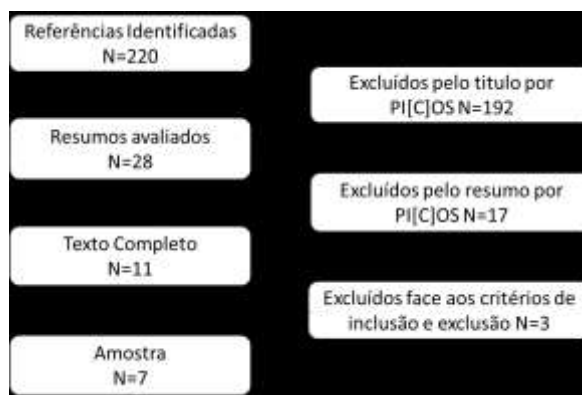 Referências Identificadas
N=220
Excluídos pelo titulo por
PI[C]OS N=192
Resumos avaliados
N=28
Excluídos pelo resumo por
PI[C]OS N=17
Texto Completo
N=11
Excluídos face aos critérios de
inclusão e exclusão N=3
Amostra
N=7